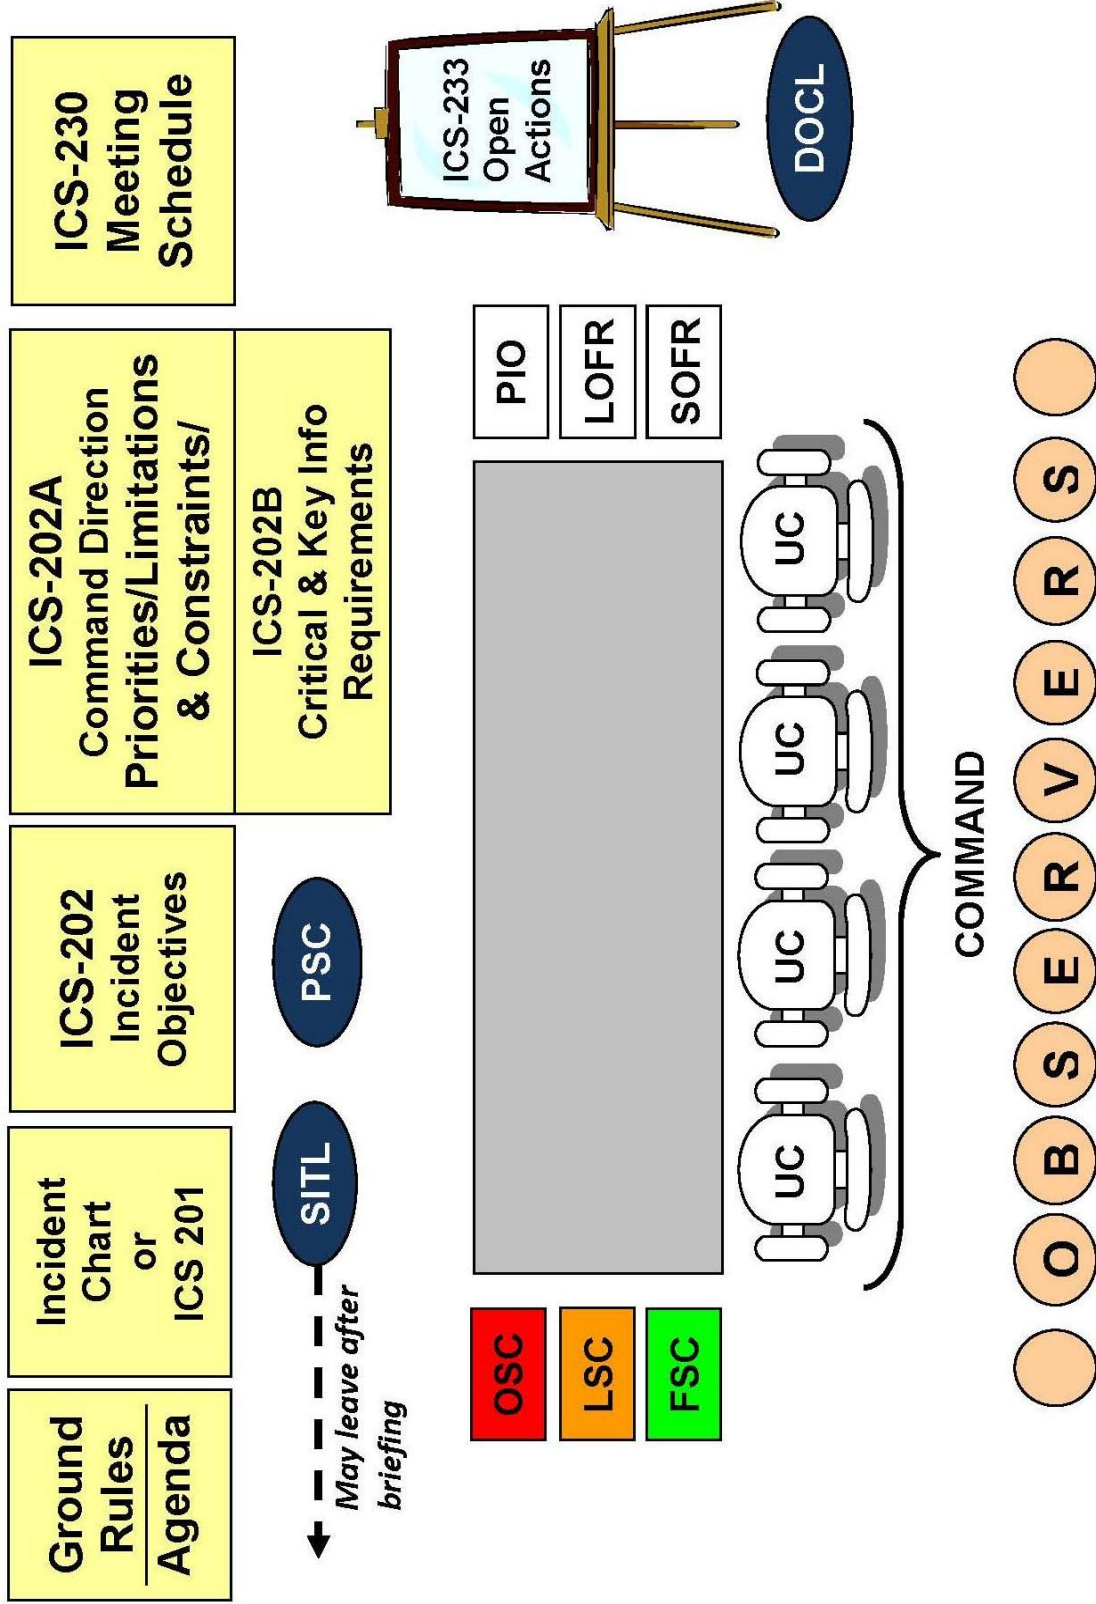 Ground
Rules
Agenda
Incident
Chart
or
ICS 201
ICS-202
Incident
Objectives
ICS-202A
Command Direction
Priorities/Limitations
& Constraints/
ICS-202B
Critical & Key Info
Requirements
ICS-230
Meeting
Schedule
SITL
May leave after
briefing
PSC
ICS-233
Open
Actions
DOCL
OSC
LSC
FSC
PIO
LOFR
SOFR
UC
UC
UC
UC
COMMAND
O B S E R V E R S